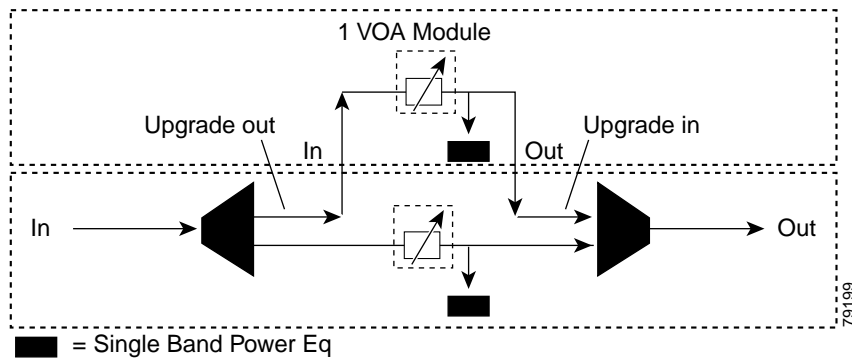 1 VOA Module
Upgrade out
In
Out
Upgrade in
In
Out
79199
= Single Band Power Eq